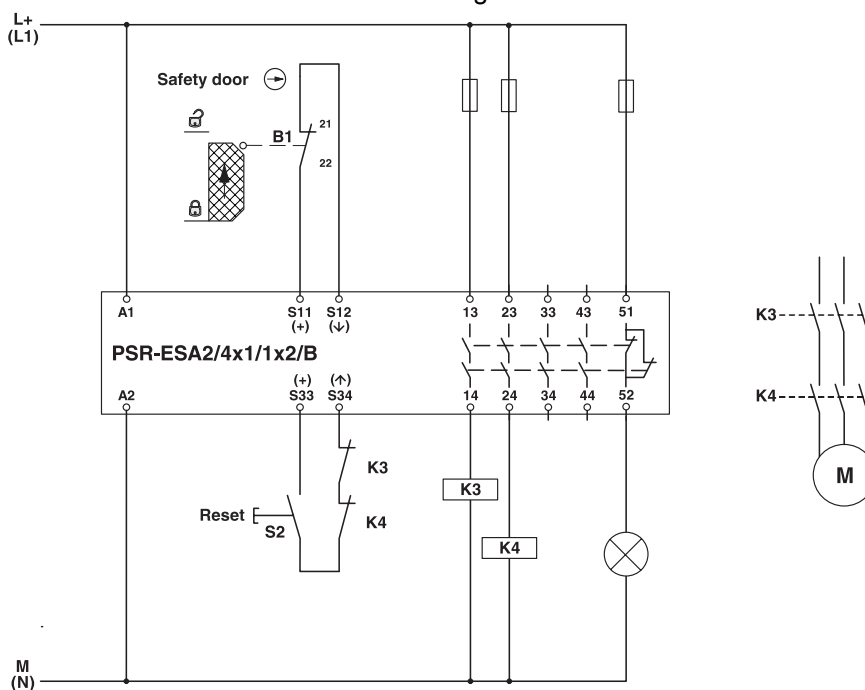 L+
(L1)
Safety door
21
B1
22
A1
S11
(+)
S12
(↓)
13
23
33
43
51
PSR-ESA2/4x1/1x2/B
(+)
S33
(↑)
S34
A2
14
24
34
44
52
K3
K4
Reset
S2
K3
K4
K3
K4
M
M
(N)